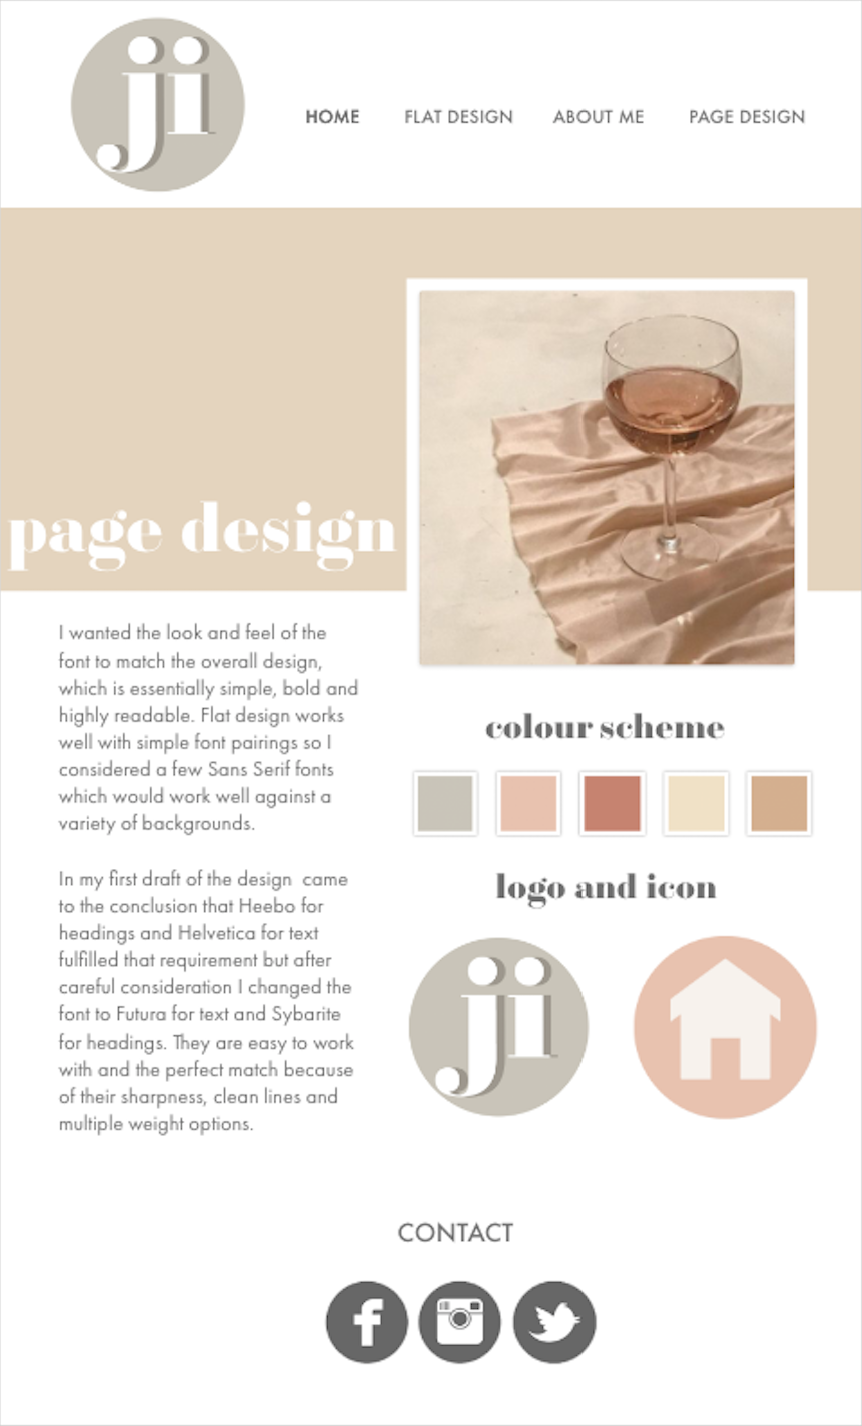 ji
HOME FLAT DESIGN ABOUT ME PAGE DESIGN
page design
I wanted the look and feel of the
font to match the overall design,
which is essentially simple, bold and
highly readable. Flat design works
well with simple font pairings so I
considered a few Sans Serif fonts
which would work well against a
variety of backgrounds.
In my first draft of the design came
to the conclusion that Heebo for
headings and Helvetica for text
fulfilled that requirement but after
careful consideration I changed the
font to Futura for text and Sybarite
for headings. They are easy to work
with and the perfect match because
of their sharpness, clean lines and
multiple weight options.
colour scheme
logo and icon
ji
CONTACT
f